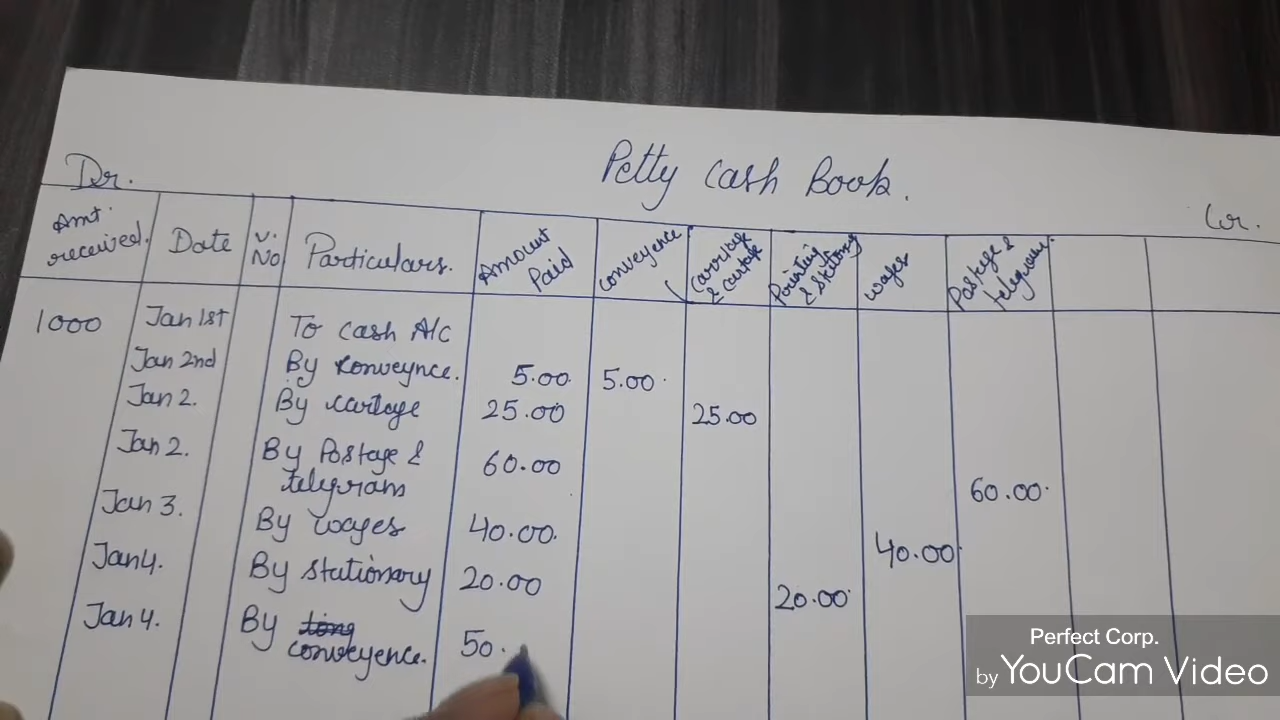 Petty Cash Book.
Dr. Cr.
Amt. received. Date V. No Particulars. Amount Paid conveyence carriage & cartage Printing & Stationy wages Postage & telegram.
1000 Jan 1st To cash A/c
Jan 2nd By conveynce. 5.00 5.00
Jan 2. By cartage 25.00 25.00
Jan 2. By Postage & telegram 60.00 60.00
Jan 3. By wages 40.00 40.00
Jan 4. By stationary 20.00 20.00
Jan 4. By conveyence. 50.
Perfect Corp.
by YouCam Video